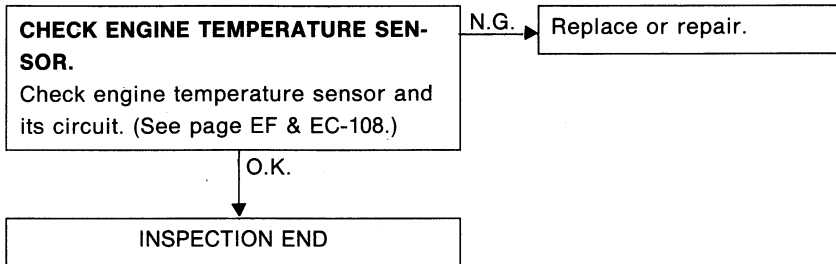 CHECK ENGINE TEMPERATURE SEN-
SOR.
Check engine temperature sensor and
its circuit. (See page EF & EC-108.)
N.G.
Replace or repair.
O.K.
INSPECTION END